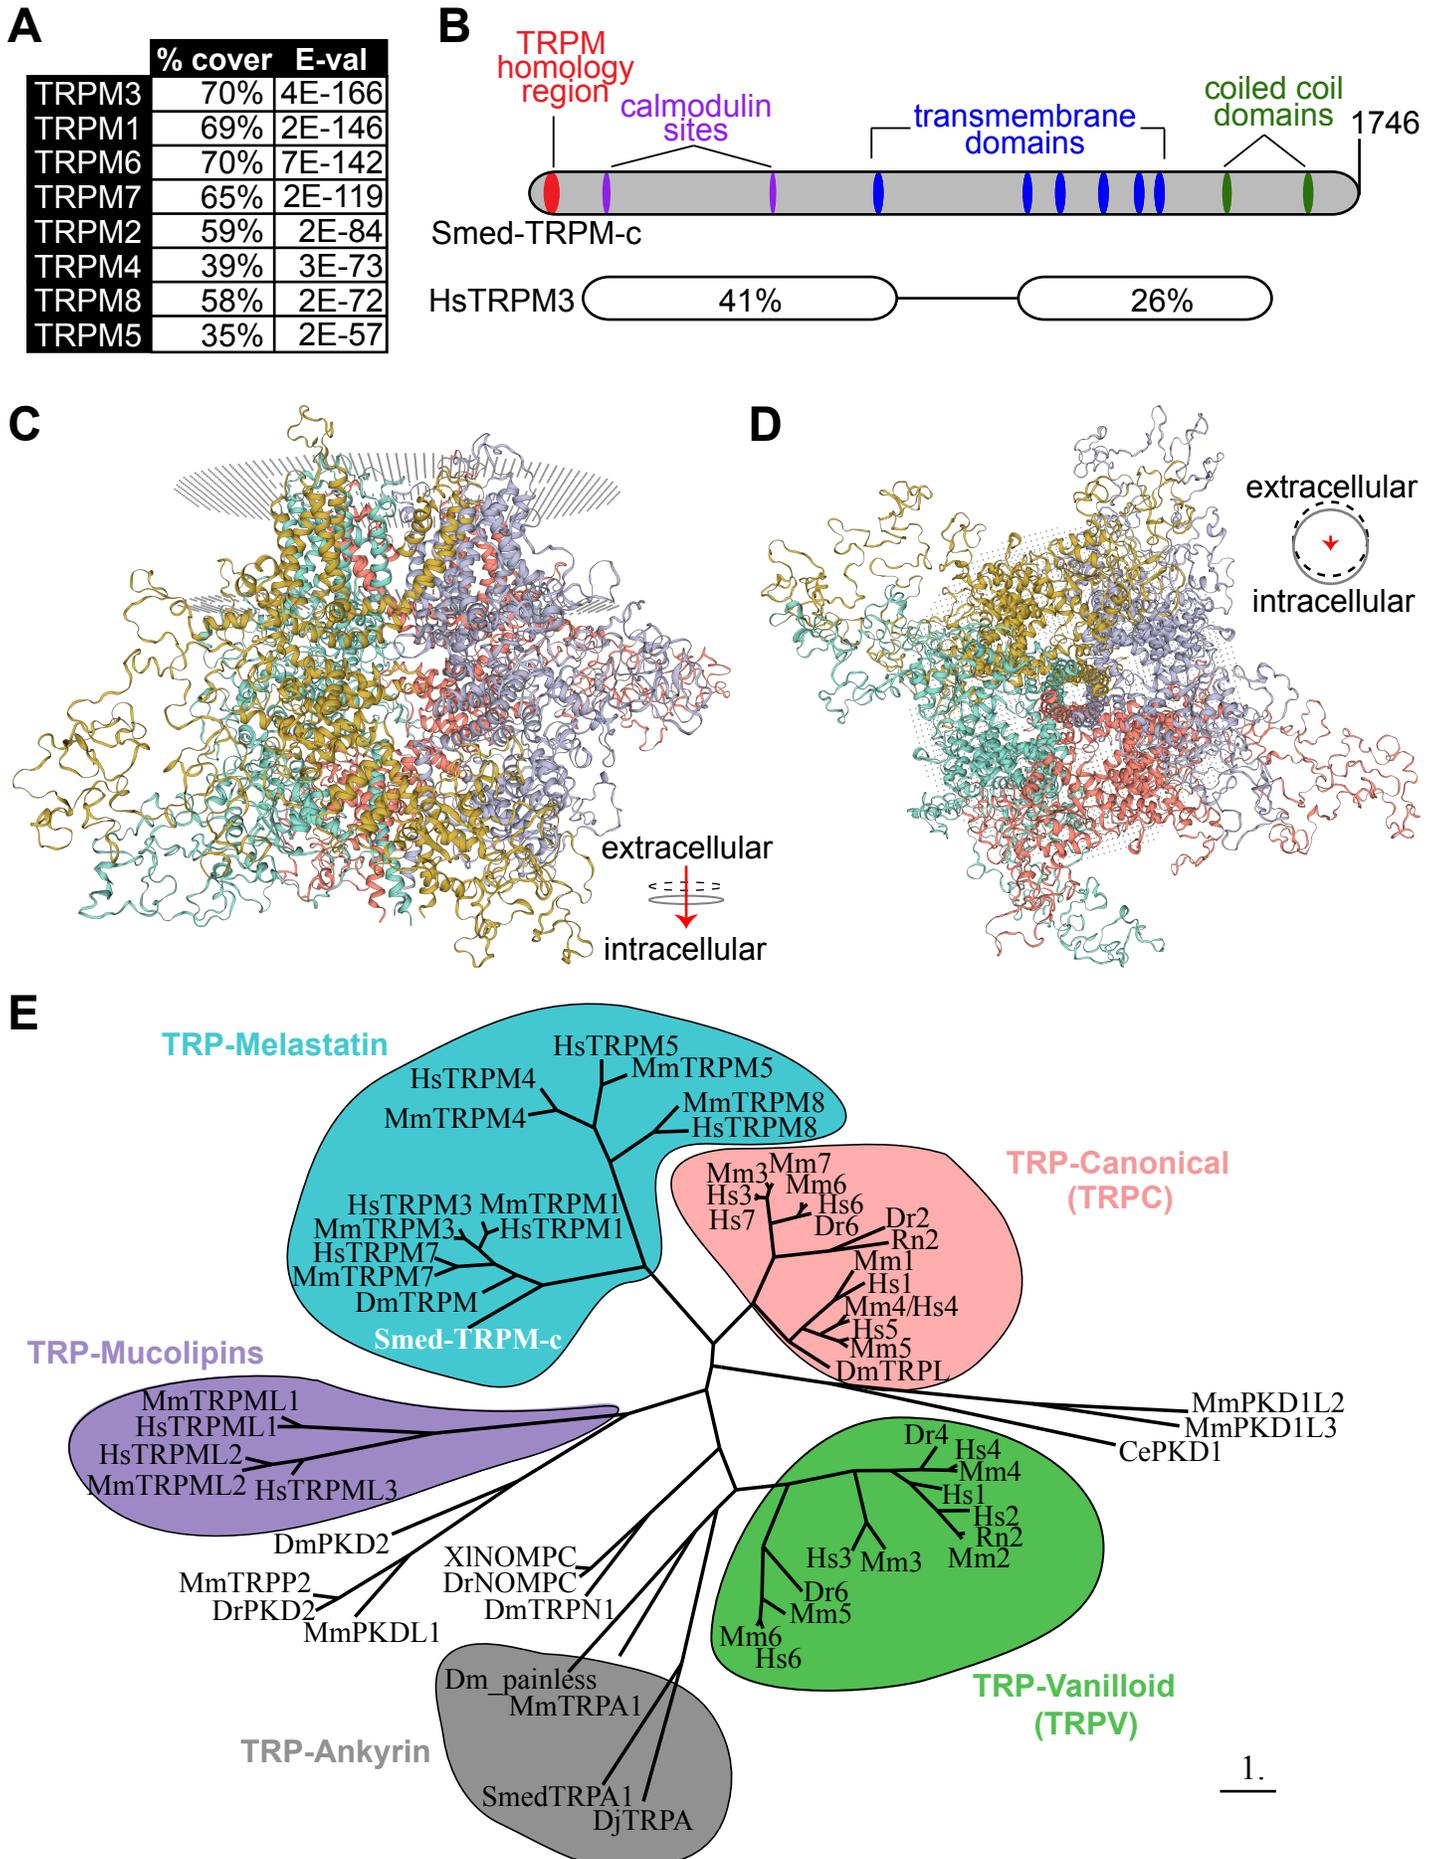 A
% cover E-val
TRPM3 70% 4E-166
TRPM1 69% 2E-146
TRPM6 70% 7E-142
TRPM7 65% 2E-119
TRPM2 59% 2E-84
TRPM4 39% 3E-73
TRPM8 58% 2E-72
TRPM5 35% 2E-57
B
TRPM
homology
region
calmodulin
sites
transmembrane
domains
coiled coil
domains
1746
Smed-TRPM-c
HsTRPM3 41% 26%
C
extracellular
intracellular
D
extracellular
intracellular
E
TRP-Melastatin
HsTRPM5
MmTRPM5
HsTRPM4
MmTRPM4
MmTRPM8
HsTRPM8
HsTRPM3 MmTRPM1
MmTRPM3 HsTRPM1
HsTRPM7
MmTRPM7
DmTRPM
Smed-TRPM-c
TRP-Canonical
(TRPC)
Mm3 Mm7
Hs3 Mm6
Hs7 Hs6
Dr6
Dr2
Rn2
Mm1
Hs1
Mm4/Hs4
Hs5
Mm5
DmTRPL
TRP-Mucolipins
MmTRPML1
HsTRPML1
HsTRPML2
MmTRPML2 HsTRPML3
MmPKD1L2
MmPKD1L3
CePKD1
DmPKD2
MmTRPP2
DrPKD2
MmPKDL1
XlNOMPC
DrNOMPC
DmTRPN1
Dr4
Hs4
Mm4
Hs1
Hs2
Rn2
Mm2
Hs3 Mm3
Dr6
Mm5
Mm6
Hs6
TRP-Vanilloid
(TRPV)
Dm_painless
MmTRPA1
TRP-Ankyrin
SmedTRPA1
DjTRPA
1.